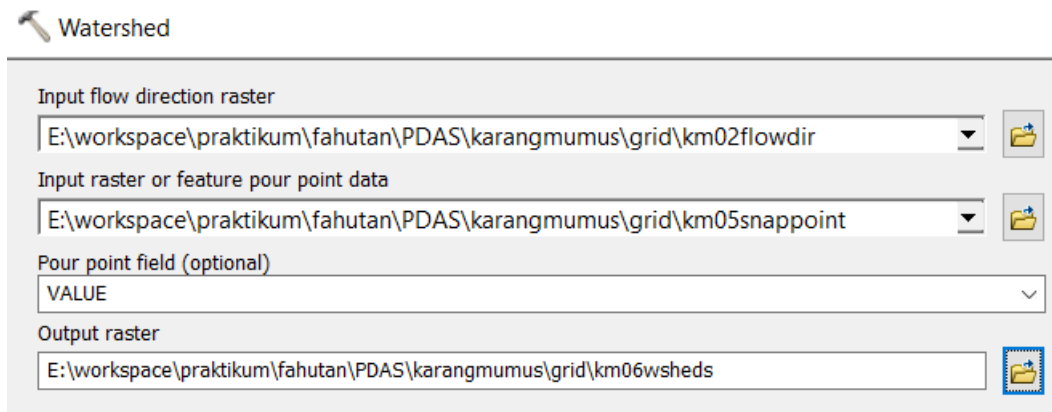 Watershed
Input flow direction raster
E:\workspace\praktikum\fahutan\PDAS\karangmumus\grid\km02flowdir
Input raster or feature pour point data
E:\workspace\praktikum\fahutan\PDAS\karangmumus\grid\km05snappoint
Pour point field (optional)
VALUE
Output raster
E:\workspace\praktikum\fahutan\PDAS\karangmumus\grid\km06wsheds